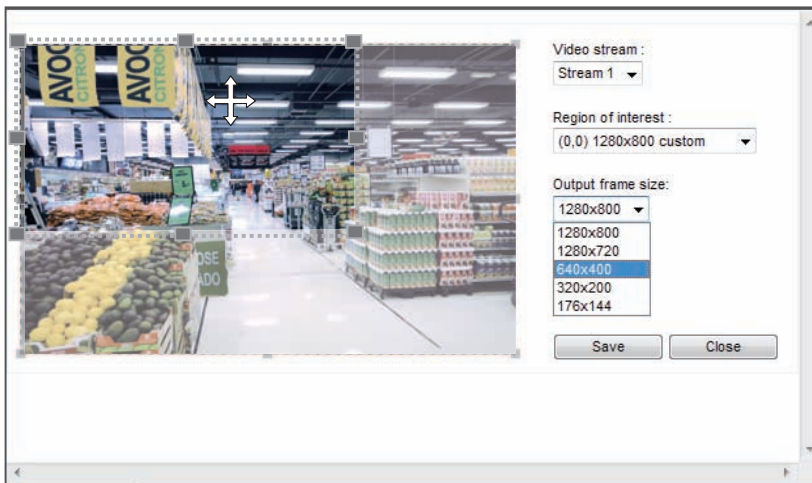 AVOC
CITRON
AVOC
CITRON
OSE
ADO
Video stream :
Stream 1
Region of interest :
(0,0) 1280x800 custom
Output frame size:
1280x800
1280x800
1280x720
640x400
320x200
176x144
Save
Close